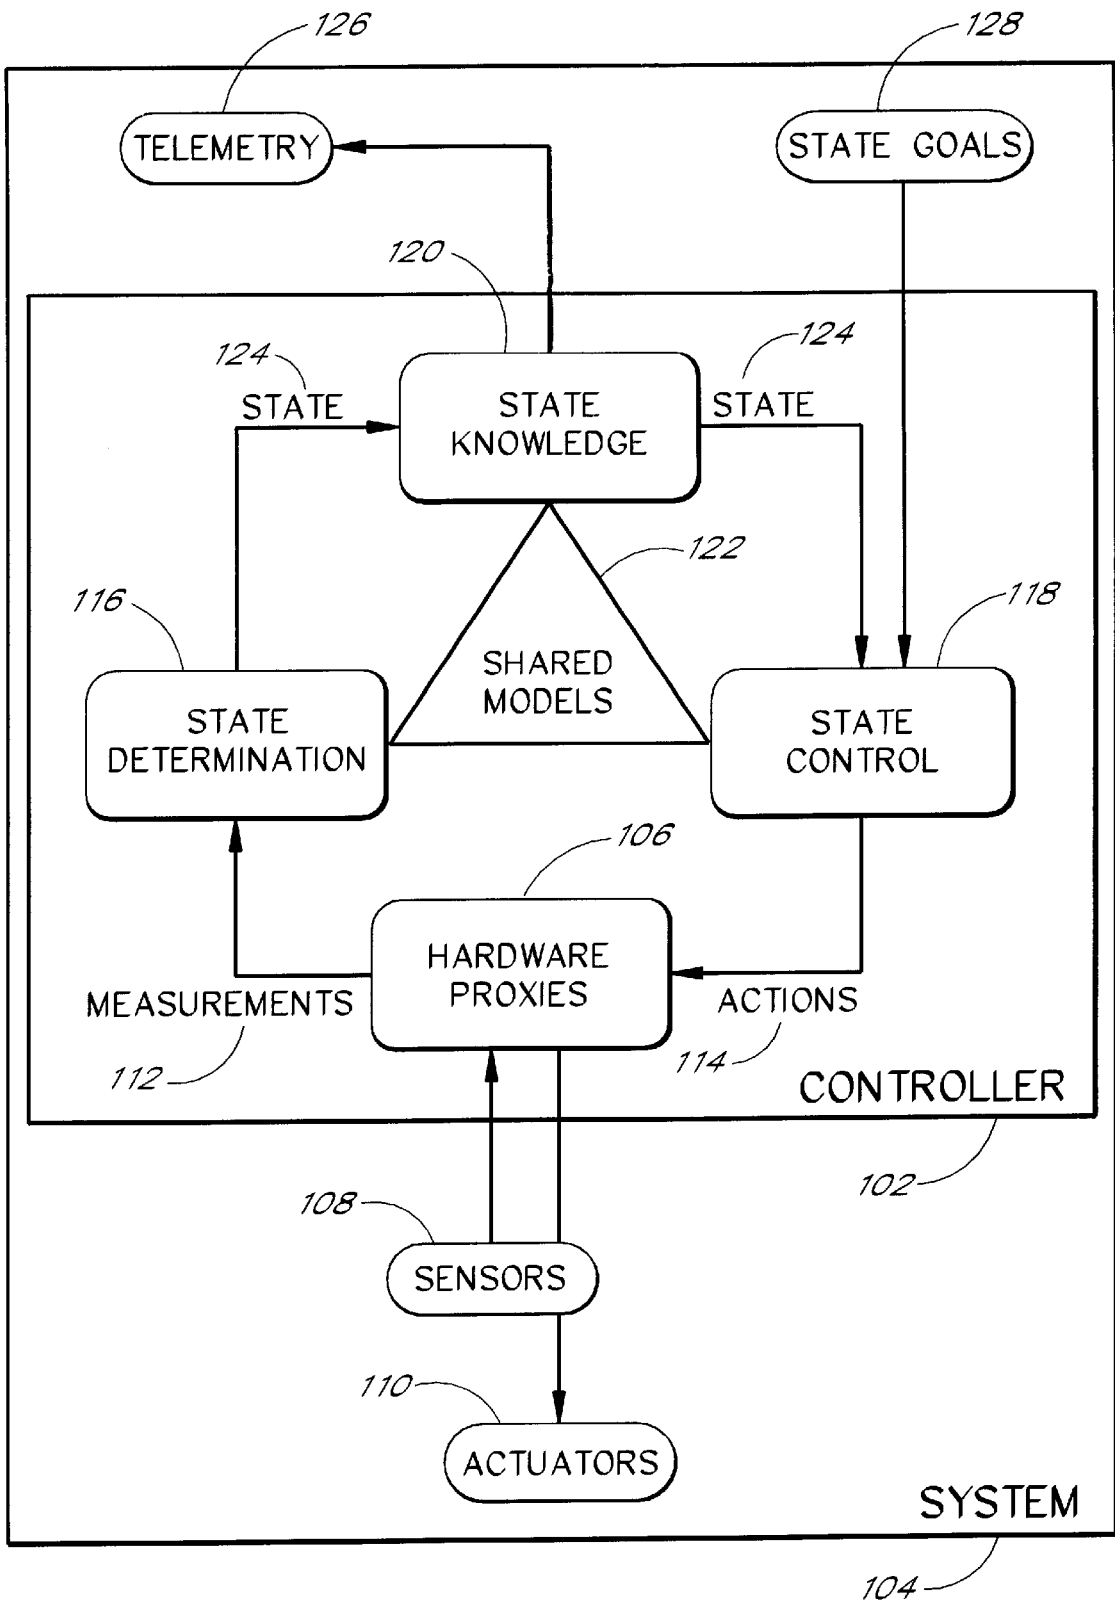 126
128
TELEMETRY
STATE GOALS
120
124
124
STATE
STATE
STATE
KNOWLEDGE
122
116
118
SHARED
MODELS
STATE
DETERMINATION
STATE
CONTROL
106
HARDWARE
PROXIES
MEASUREMENTS
ACTIONS
112
114
CONTROLLER
102
108
SENSORS
110
ACTUATORS
SYSTEM
104